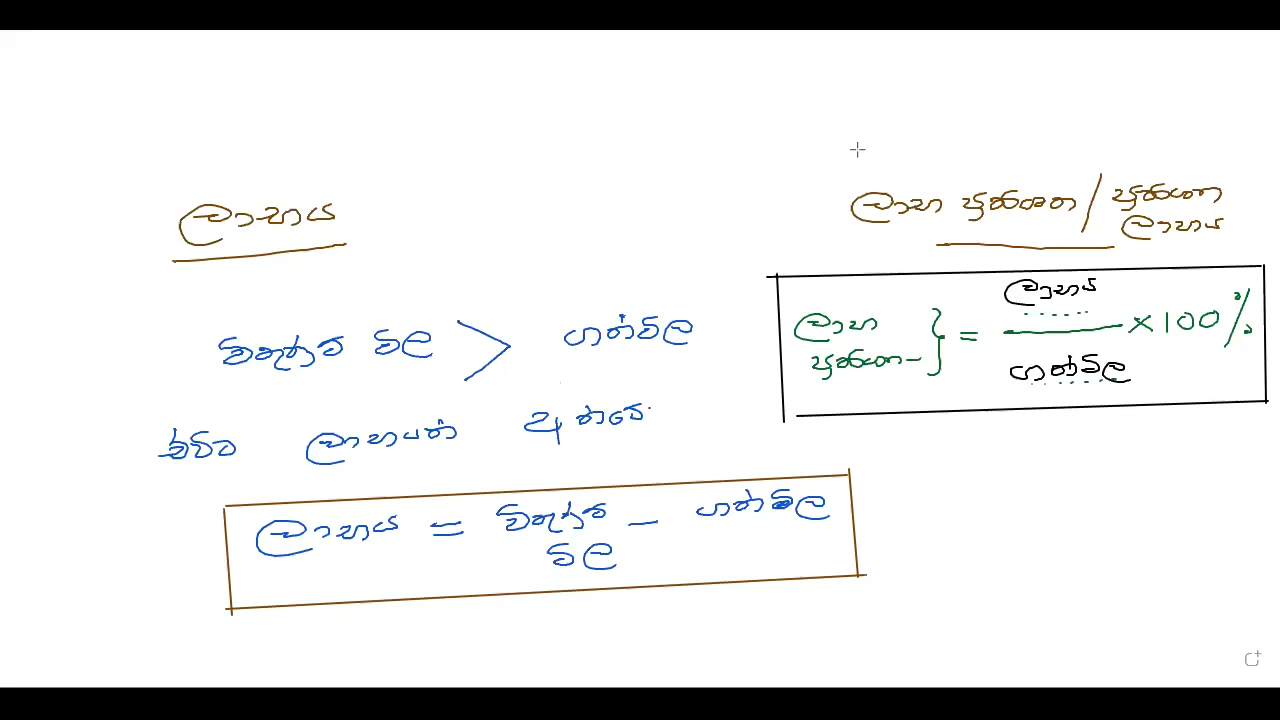 ලාභය
විකුණුම් මිල > ගත්මිල
එවිට ලාභයක් ඇතිවේ.
ලාභය = විකුණුම් මිල - ගත්මිල
ලාභ ප්‍රතිශතය / ප්‍රතිශත ලාභය
ලාභ ප්‍රතිශතය } = ලාභය / ගත්මිල × 100%